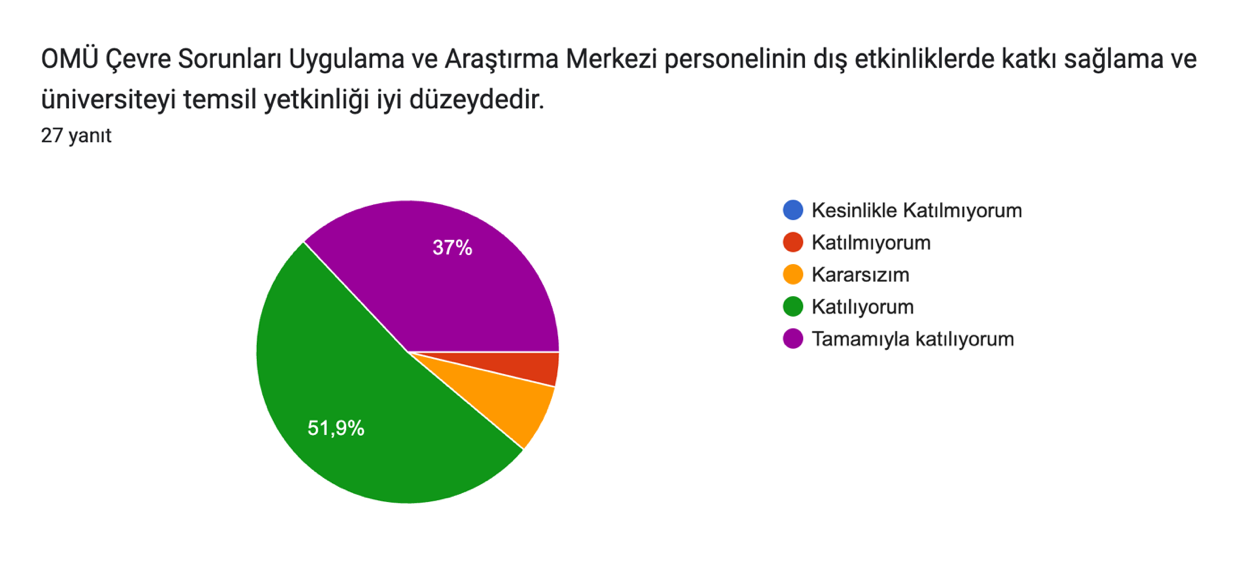 OMÜ Çevre Sorunları Uygulama ve Araştırma Merkezi personelinin dış etkinliklerde katkı sağlama ve
üniversiteyi temsil yetkinliği iyi düzeydedir.
27 yanıt
37%
51,9%
Kesinlikle Katılmıyorum
Katılmıyorum
Kararsızım
Katılıyorum
Tamamıyla katılıyorum